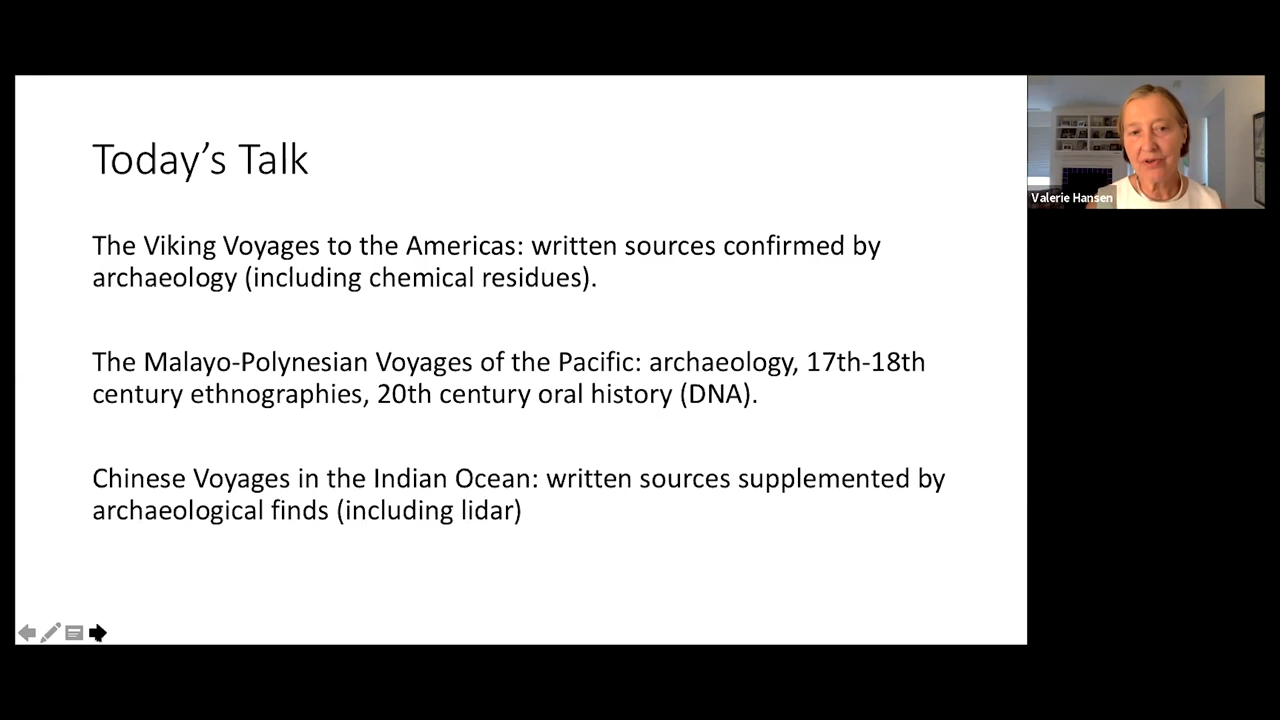 Today's Talk
The Viking Voyages to the Americas: written sources confirmed by
archaeology (including chemical residues).
The Malayo-Polynesian Voyages of the Pacific: archaeology, 17th-18th
century ethnographies, 20th century oral history (DNA).
Chinese Voyages in the Indian Ocean: written sources supplemented by
archaeological finds (including lidar)
Valerie Hansen